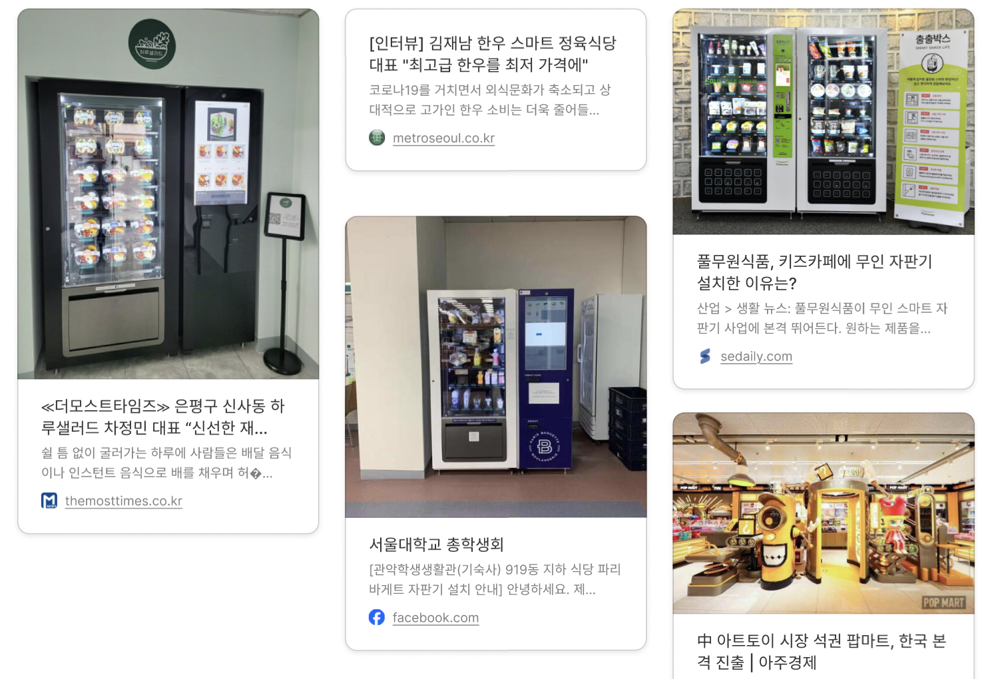 하루샐러드
≪더모스트타임즈≫ 은평구 신사동 하
루샐러드 차정민 대표 “신선한 재...
쉴 틈 없이 굴러가는 하루에 사람들은 배달 음식
이나 인스턴트 음식으로 배를 채우며 허�...
M NEWS
themosttimes.co.kr
[인터뷰] 김재남 한우 스마트 정육식당
대표 "최고급 한우를 최저 가격에"
코로나19를 거치면서 외식문화가 축소되고 상
대적으로 고가인 한우 소비는 더욱 줄어들...
metroseoul.co.kr
PARIS BAGUETTE
BOULANGERIE
서울대학교 총학생회
[관악학생생활관(기숙사) 919동 지하 식당 파리
바게트 자판기 설치 안내] 안녕하세요. 제...
facebook.com
출출박스
SMART SNACK LIFE
풀무원식품, 키즈카페에 무인 자판기
설치한 이유는?
산업 > 생활 뉴스: 풀무원식품이 무인 스마트 자
판기 사업에 본격 뛰어든다. 원하는 제품을...
sedaily.com
POP MART
POP MART
POP MART
中 아트토이 시장 석권 팝마트, 한국 본
격 진출 | 아주경제